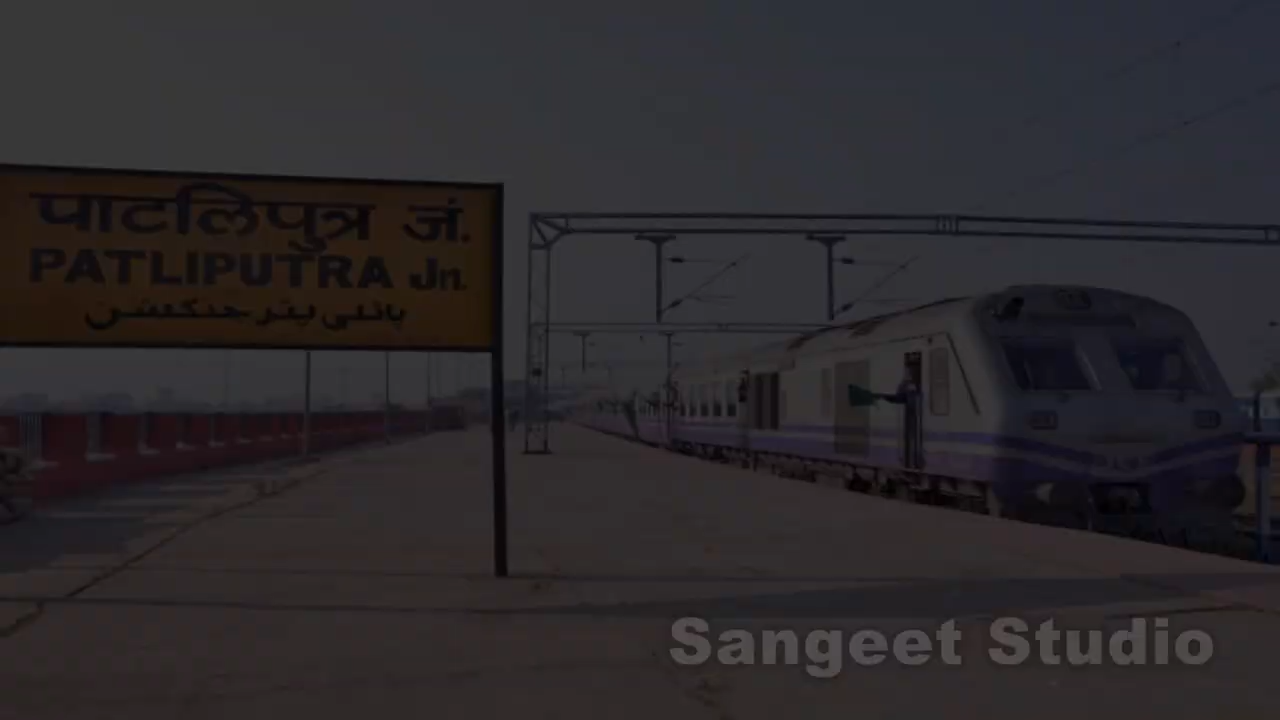 पाटलिपुत्र जं.
PATLIPUTRA Jn.
پاٹلی پتر جنکشن
Sangeet Studio